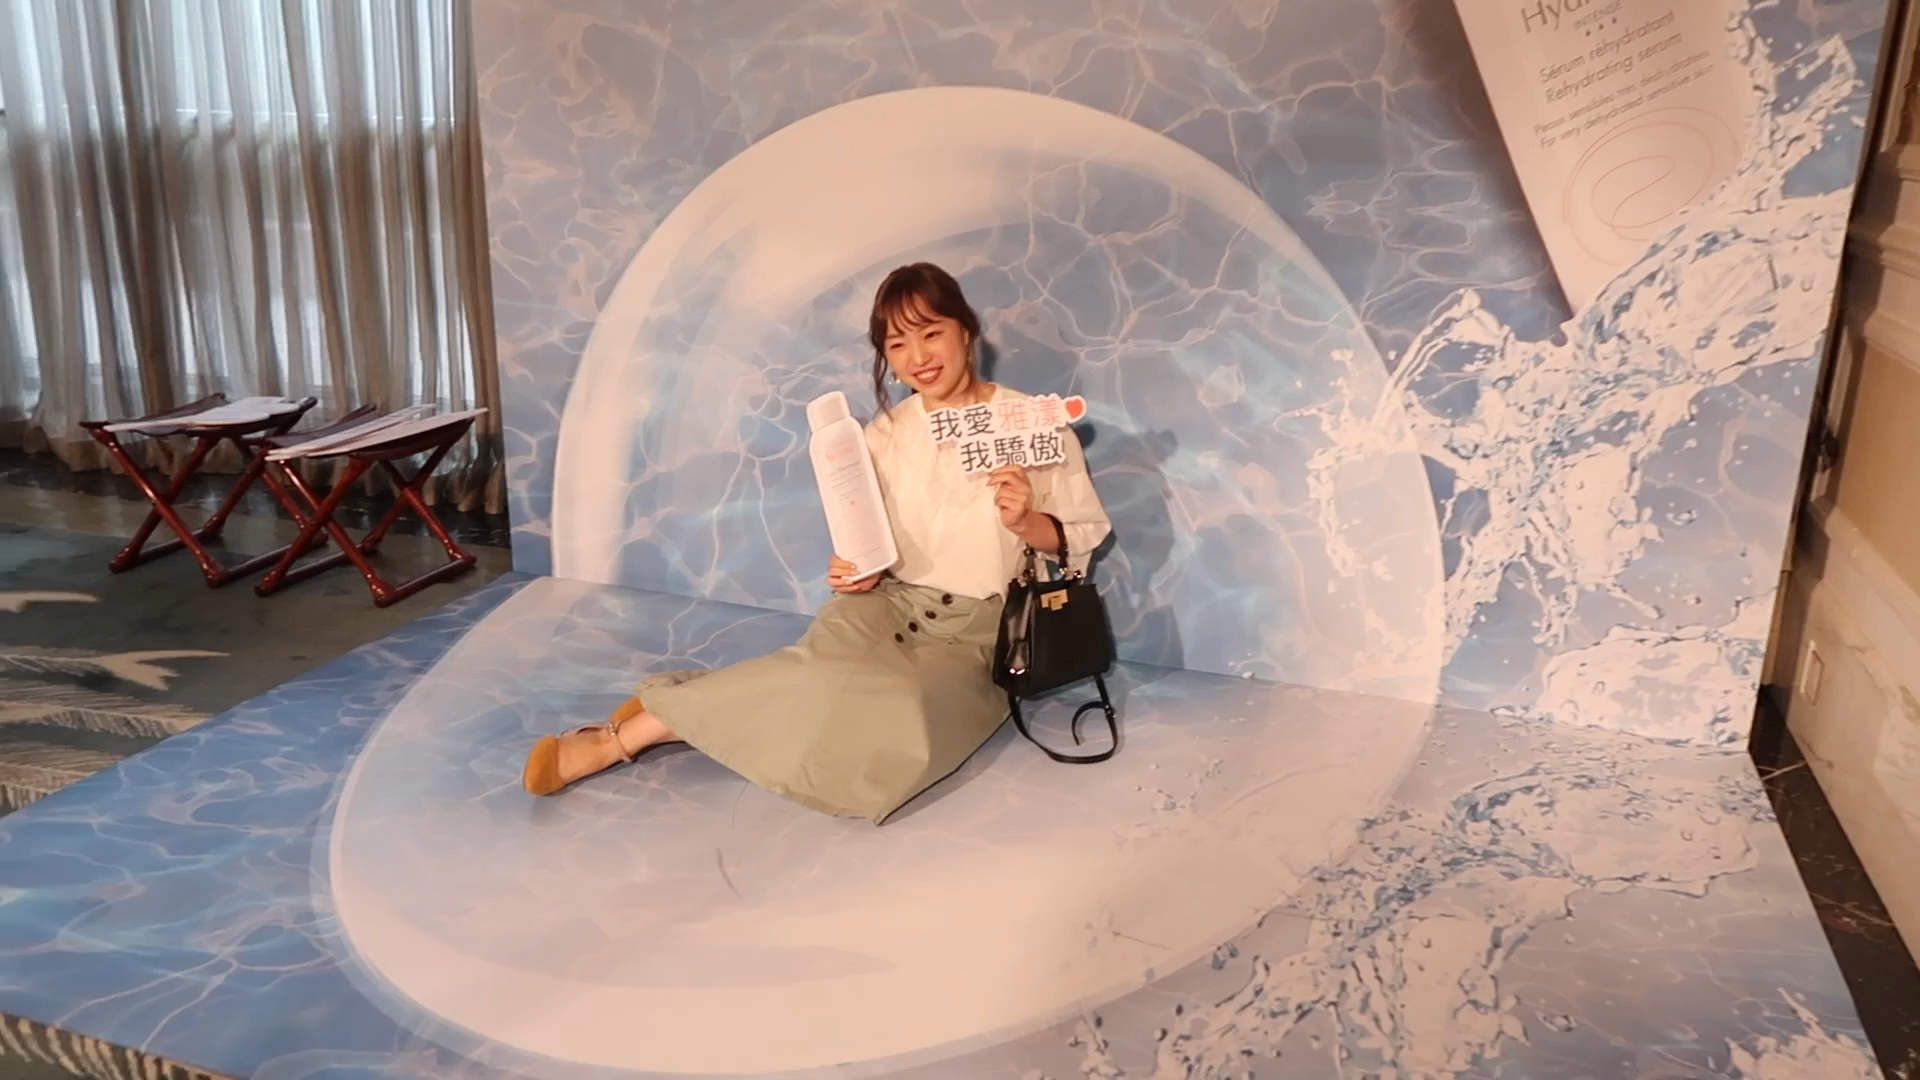 INTENSE
Sérum réhydratant
Rehydrating serum
Peaux sensibles très déshydratées
For very dehydrated sensitive skin
我愛雅漾
我驕傲